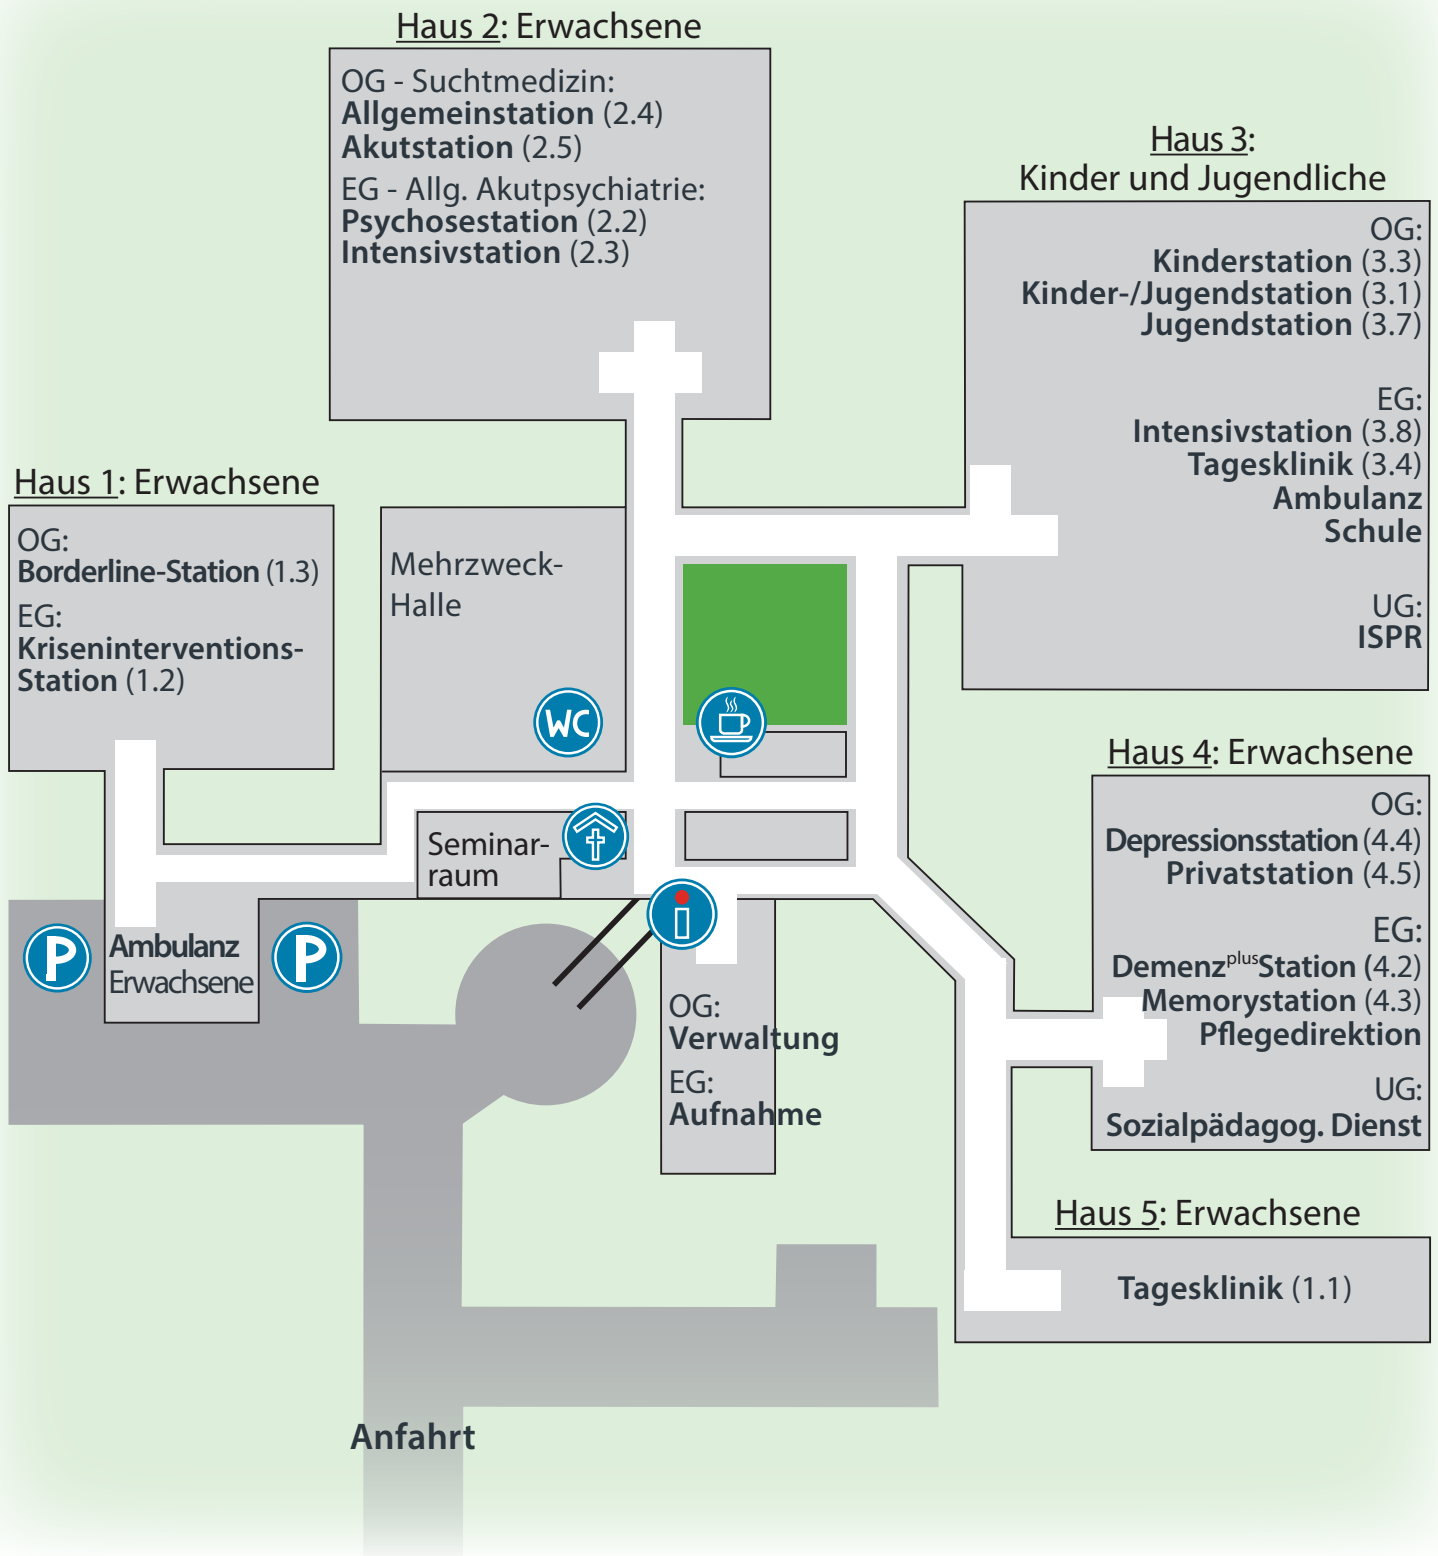 Haus 2: Erwachsene
OG - Suchtmedizin:
Allgemeinstation (2.4)
Akutstation (2.5)
EG - Allg. Akutpsychiatrie:
Psychosestation (2.2)
Intensivstation (2.3)
Haus 3:
Kinder und Jugendliche
OG:
Kinderstation (3.3)
Kinder-/Jugendstation (3.1)
Jugendstation (3.7)
EG:
Intensivstation (3.8)
Tagesklinik (3.4)
Ambulanz
Schule
UG:
ISPR
Haus 1: Erwachsene
OG:
Borderline-Station (1.3)
EG:
Kriseninterventions-
Station (1.2)
Mehrzweck-
Halle
WC
Seminar-
raum
Haus 4: Erwachsene
OG:
Depressionsstation (4.4)
Privatstation (4.5)
EG:
DemenzplusStation (4.2)
Memorystation (4.3)
Pflegedirektion
UG:
Sozialpädagog. Dienst
P
Ambulanz
Erwachsene
P
i
OG:
Verwaltung
EG:
Aufnahme
Haus 5: Erwachsene
Tagesklinik (1.1)
Anfahrt